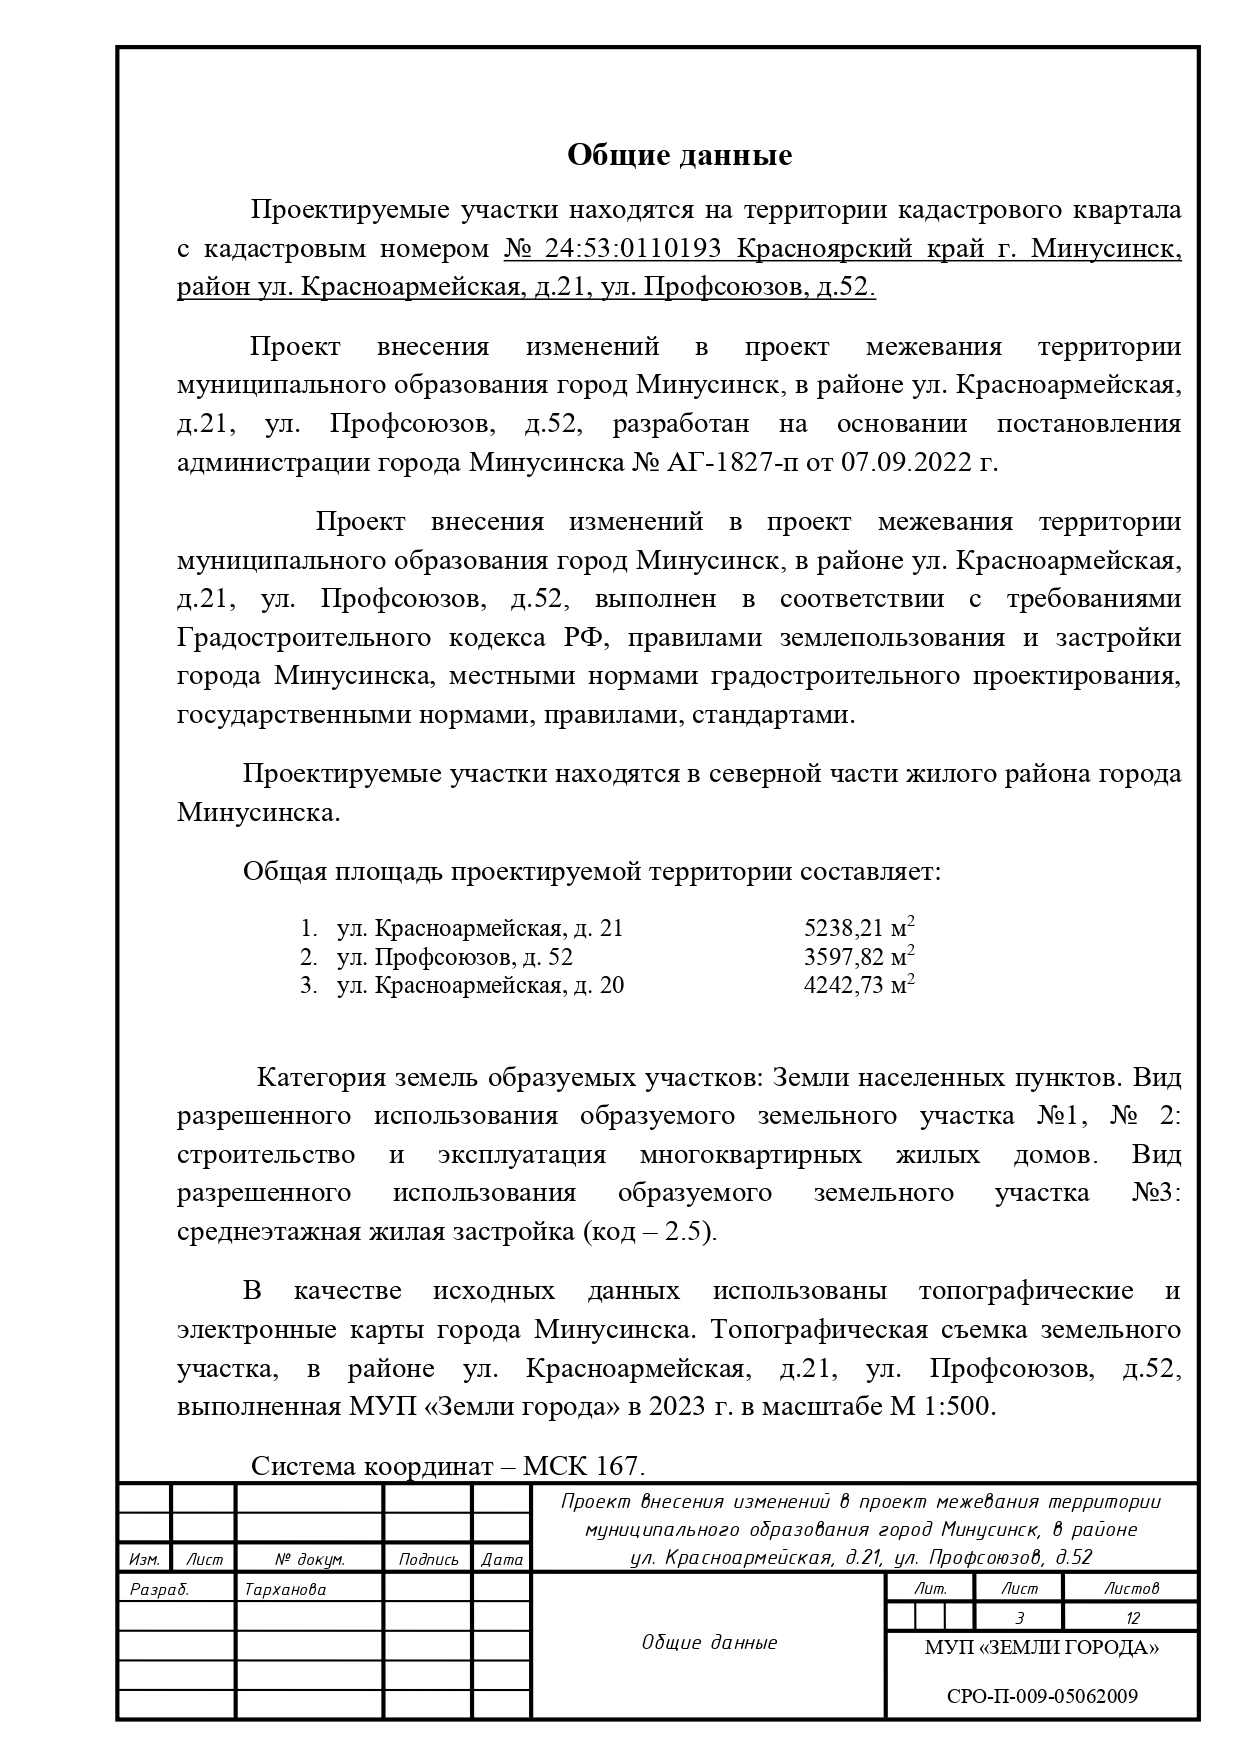 Общие данные
Проектируемые участки находятся на территории кадастрового квартала
с кадастровым номером № 24:53:0110193 Красноярский край г. Минусинск,
район ул. Красноармейская, д.21, ул. Профсоюзов, д.52.
Проект внесения изменений в проект межевания территории
муниципального образования город Минусинск, в районе ул. Красноармейская,
д.21, ул. Профсоюзов, д.52, разработан на основании постановления
администрации города Минусинска № АГ-1827-п от 07.09.2022 г.
Проект внесения изменений в проект межевания территории
муниципального образования город Минусинск, в районе ул. Красноармейская,
д.21, ул. Профсоюзов, д.52, выполнен в соответствии с требованиями
Градостроительного кодекса РФ, правилами землепользования и застройки
города Минусинска, местными нормами градостроительного проектирования,
государственными нормами, правилами, стандартами.
Проектируемые участки находятся в северной части жилого района города
Минусинска.
Общая площадь проектируемой территории составляет:
1. ул. Красноармейская, д. 21 5238,21 м²
2. ул. Профсоюзов, д. 52 3597,82 м²
3. ул. Красноармейская, д. 20 4242,73 м²
Категория земель образуемых участков: Земли населенных пунктов. Вид
разрешенного использования образуемого земельного участка №1, № 2:
строительство и эксплуатация многоквартирных жилых домов. Вид
разрешенного использования образуемого земельного участка №3:
среднеэтажная жилая застройка (код – 2.5).
В качестве исходных данных использованы топографические и
электронные карты города Минусинска. Топографическая съемка земельного
участка, в районе ул. Красноармейская, д.21, ул. Профсоюзов, д.52,
выполненная МУП «Земли города» в 2023 г. в масштабе М 1:500.
Система координат – МСК 167.
Проект внесения изменений в проект межевания территории
муниципального образования город Минусинск, в районе
ул. Красноармейская, д.21, ул. Профсоюзов, д.52
Изм. Лист № докум. Подпись Дата
Разраб. Тарханова
Общие данные
Лит. Лист Листов
3 12
МУП «ЗЕМЛИ ГОРОДА»
СРО-П-009-05062009